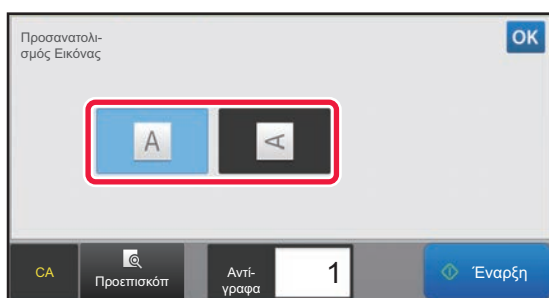 Προσανατολι-
σμός Εικόνας
OK
A
A
CA
Προεπισκόπ
Αντί-
γραφα
1
Έναρξη